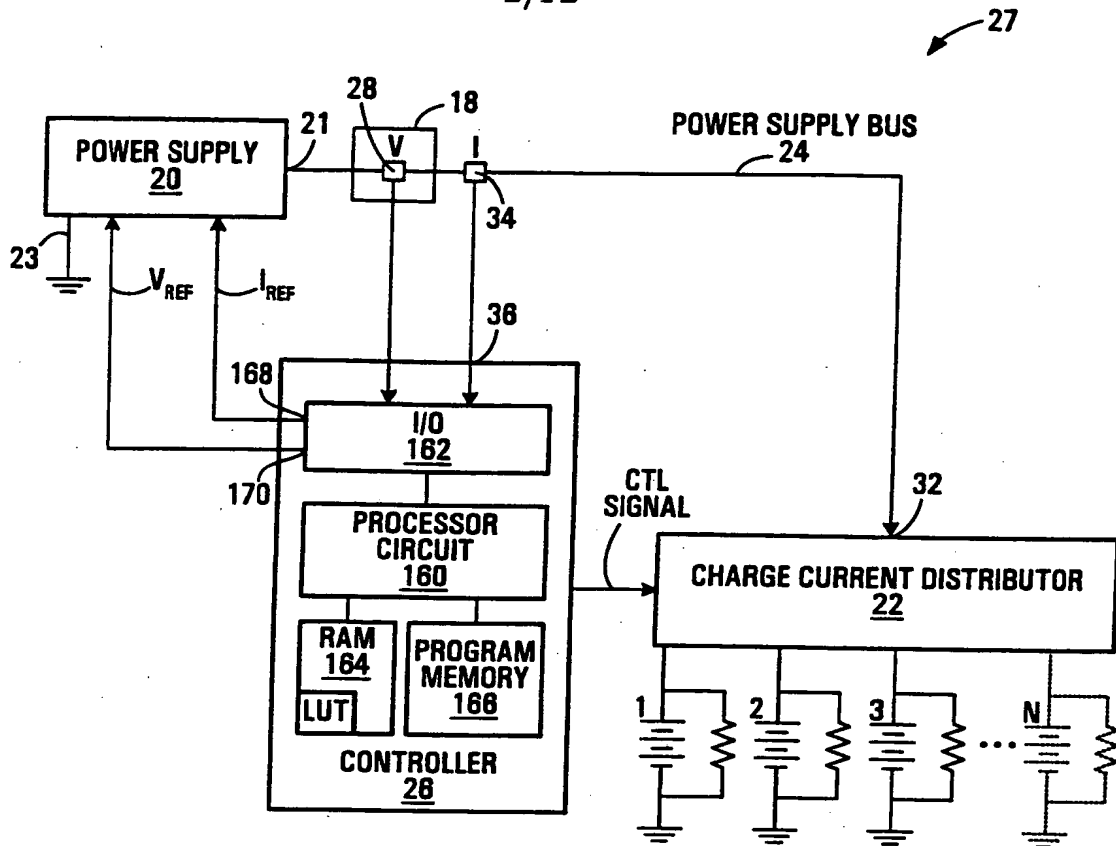 27
28
18
21
POWER SUPPLY
20
V
I
POWER SUPPLY BUS
24
34
23
V REF
I REF
36
168
I/O
162
170
CTL
SIGNAL
32
PROCESSOR
CIRCUIT
160
CHARGE CURRENT DISTRIBUTOR
22
RAM
164
LUT
PROGRAM
MEMORY
166
1
2
3
N
CONTROLLER
26